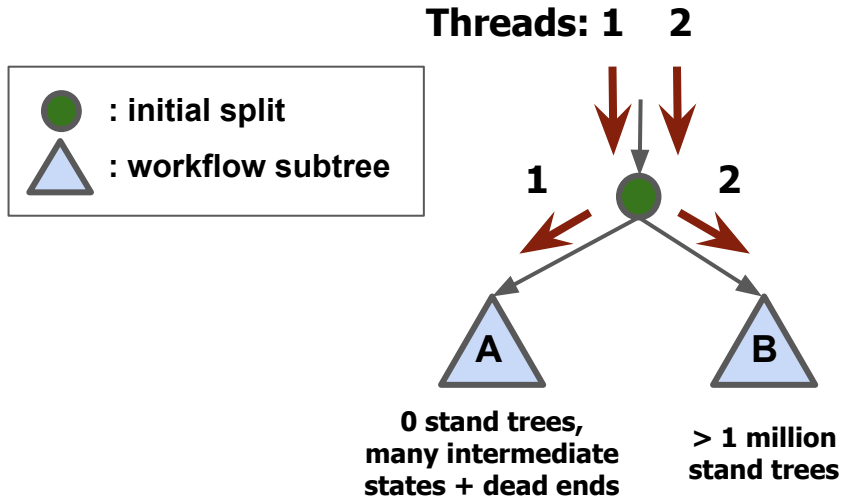 Threads: 1 2
: initial split
: workflow subtree
1 2
A B
0 stand trees,
many intermediate
states + dead ends
> 1 million
stand trees